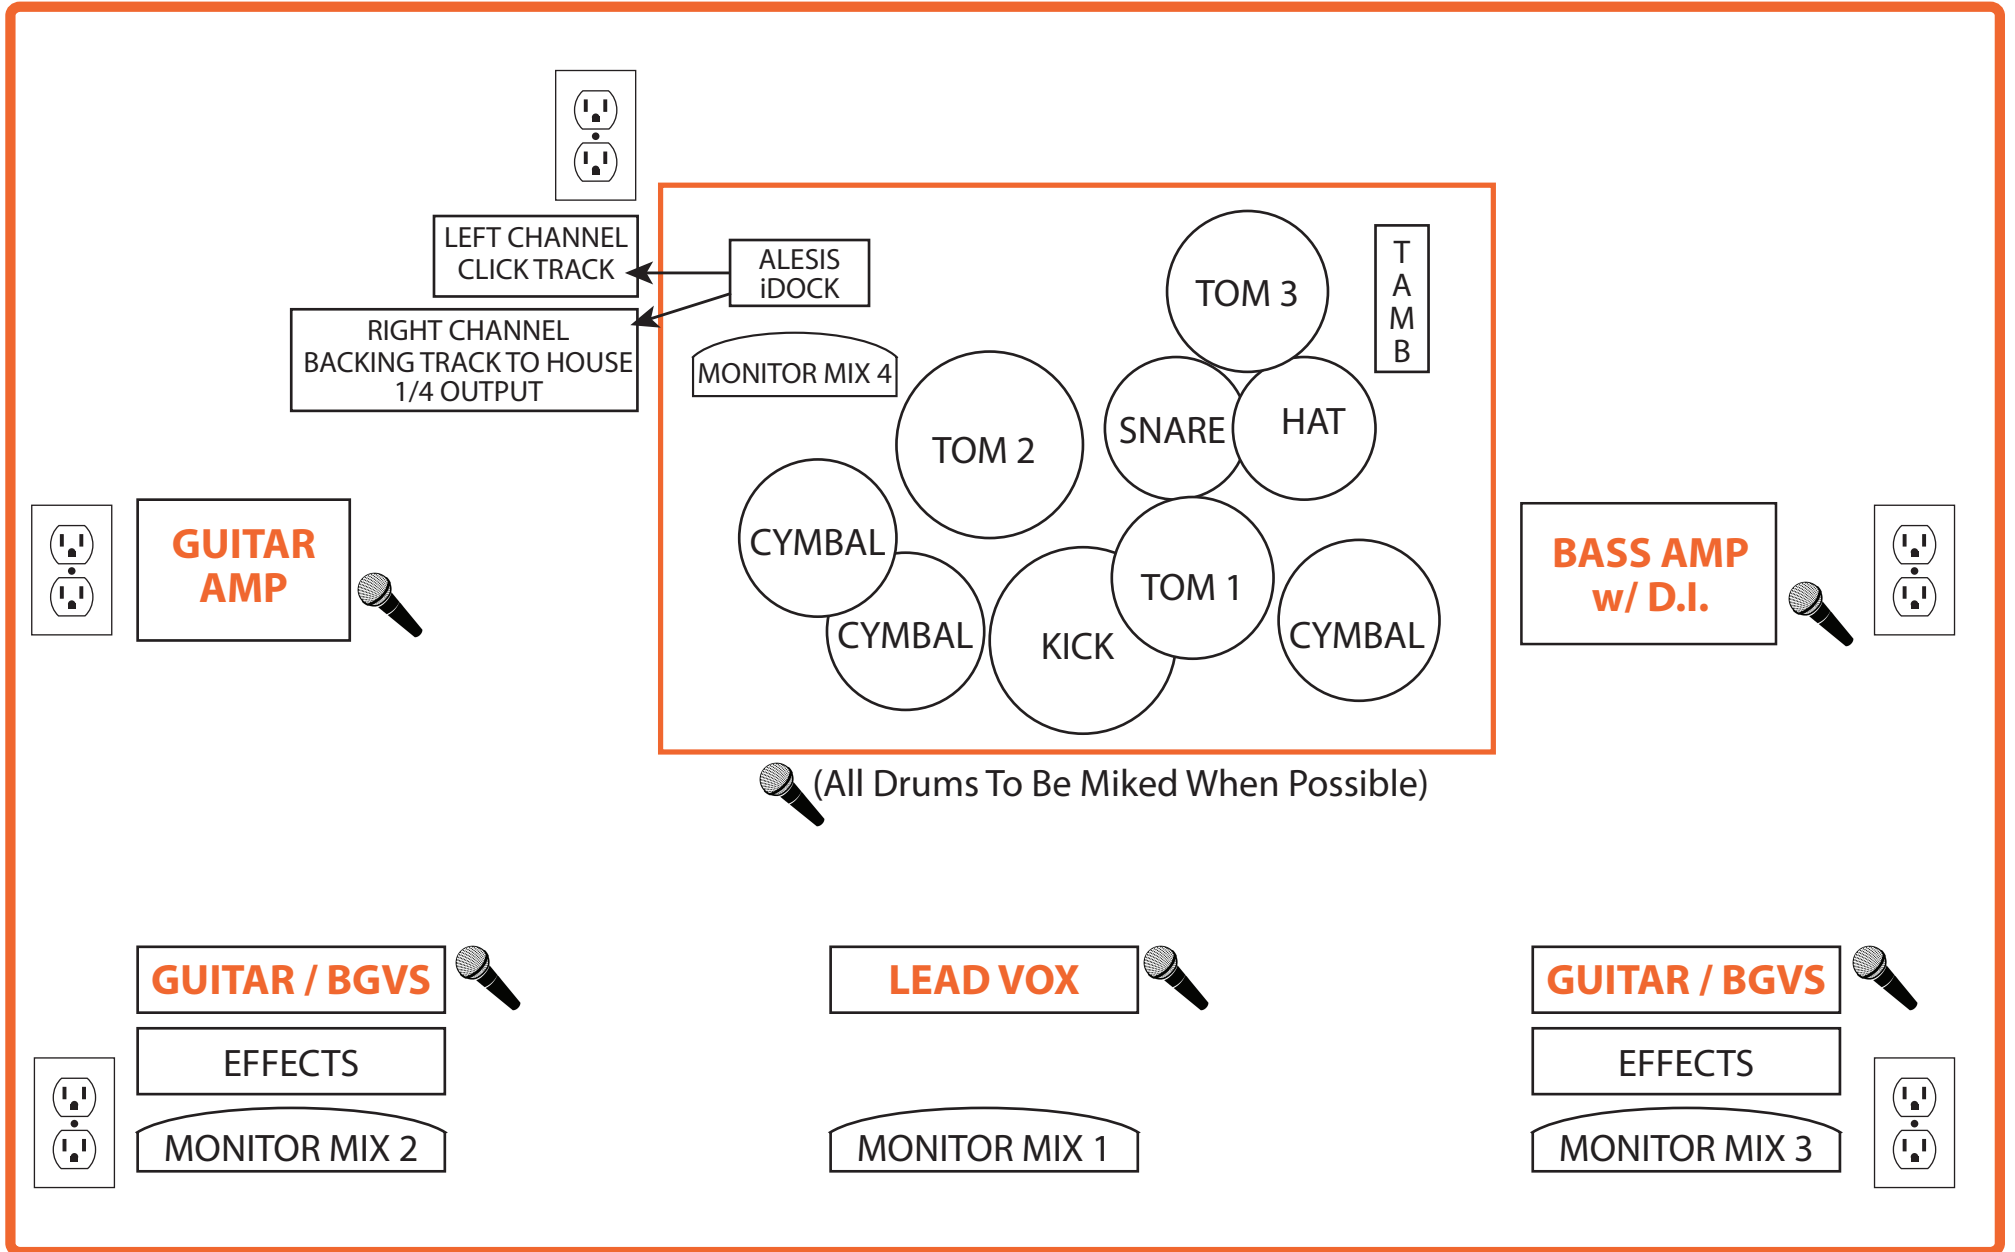 LEFT CHANNEL
CLICK TRACK
RIGHT CHANNEL
BACKING TRACK TO HOUSE
1/4 OUTPUT
ALESIS
iDOCK
MONITOR MIX 4
TOM 3
T
A
M
B
TOM 2
SNARE
HAT
CYMBAL
CYMBAL
KICK
TOM 1
CYMBAL
GUITAR
AMP
BASS AMP
w/ D.I.
(All Drums To Be Miked When Possible)
GUITAR / BGVS
EFFECTS
MONITOR MIX 2
LEAD VOX
MONITOR MIX 1
GUITAR / BGVS
EFFECTS
MONITOR MIX 3